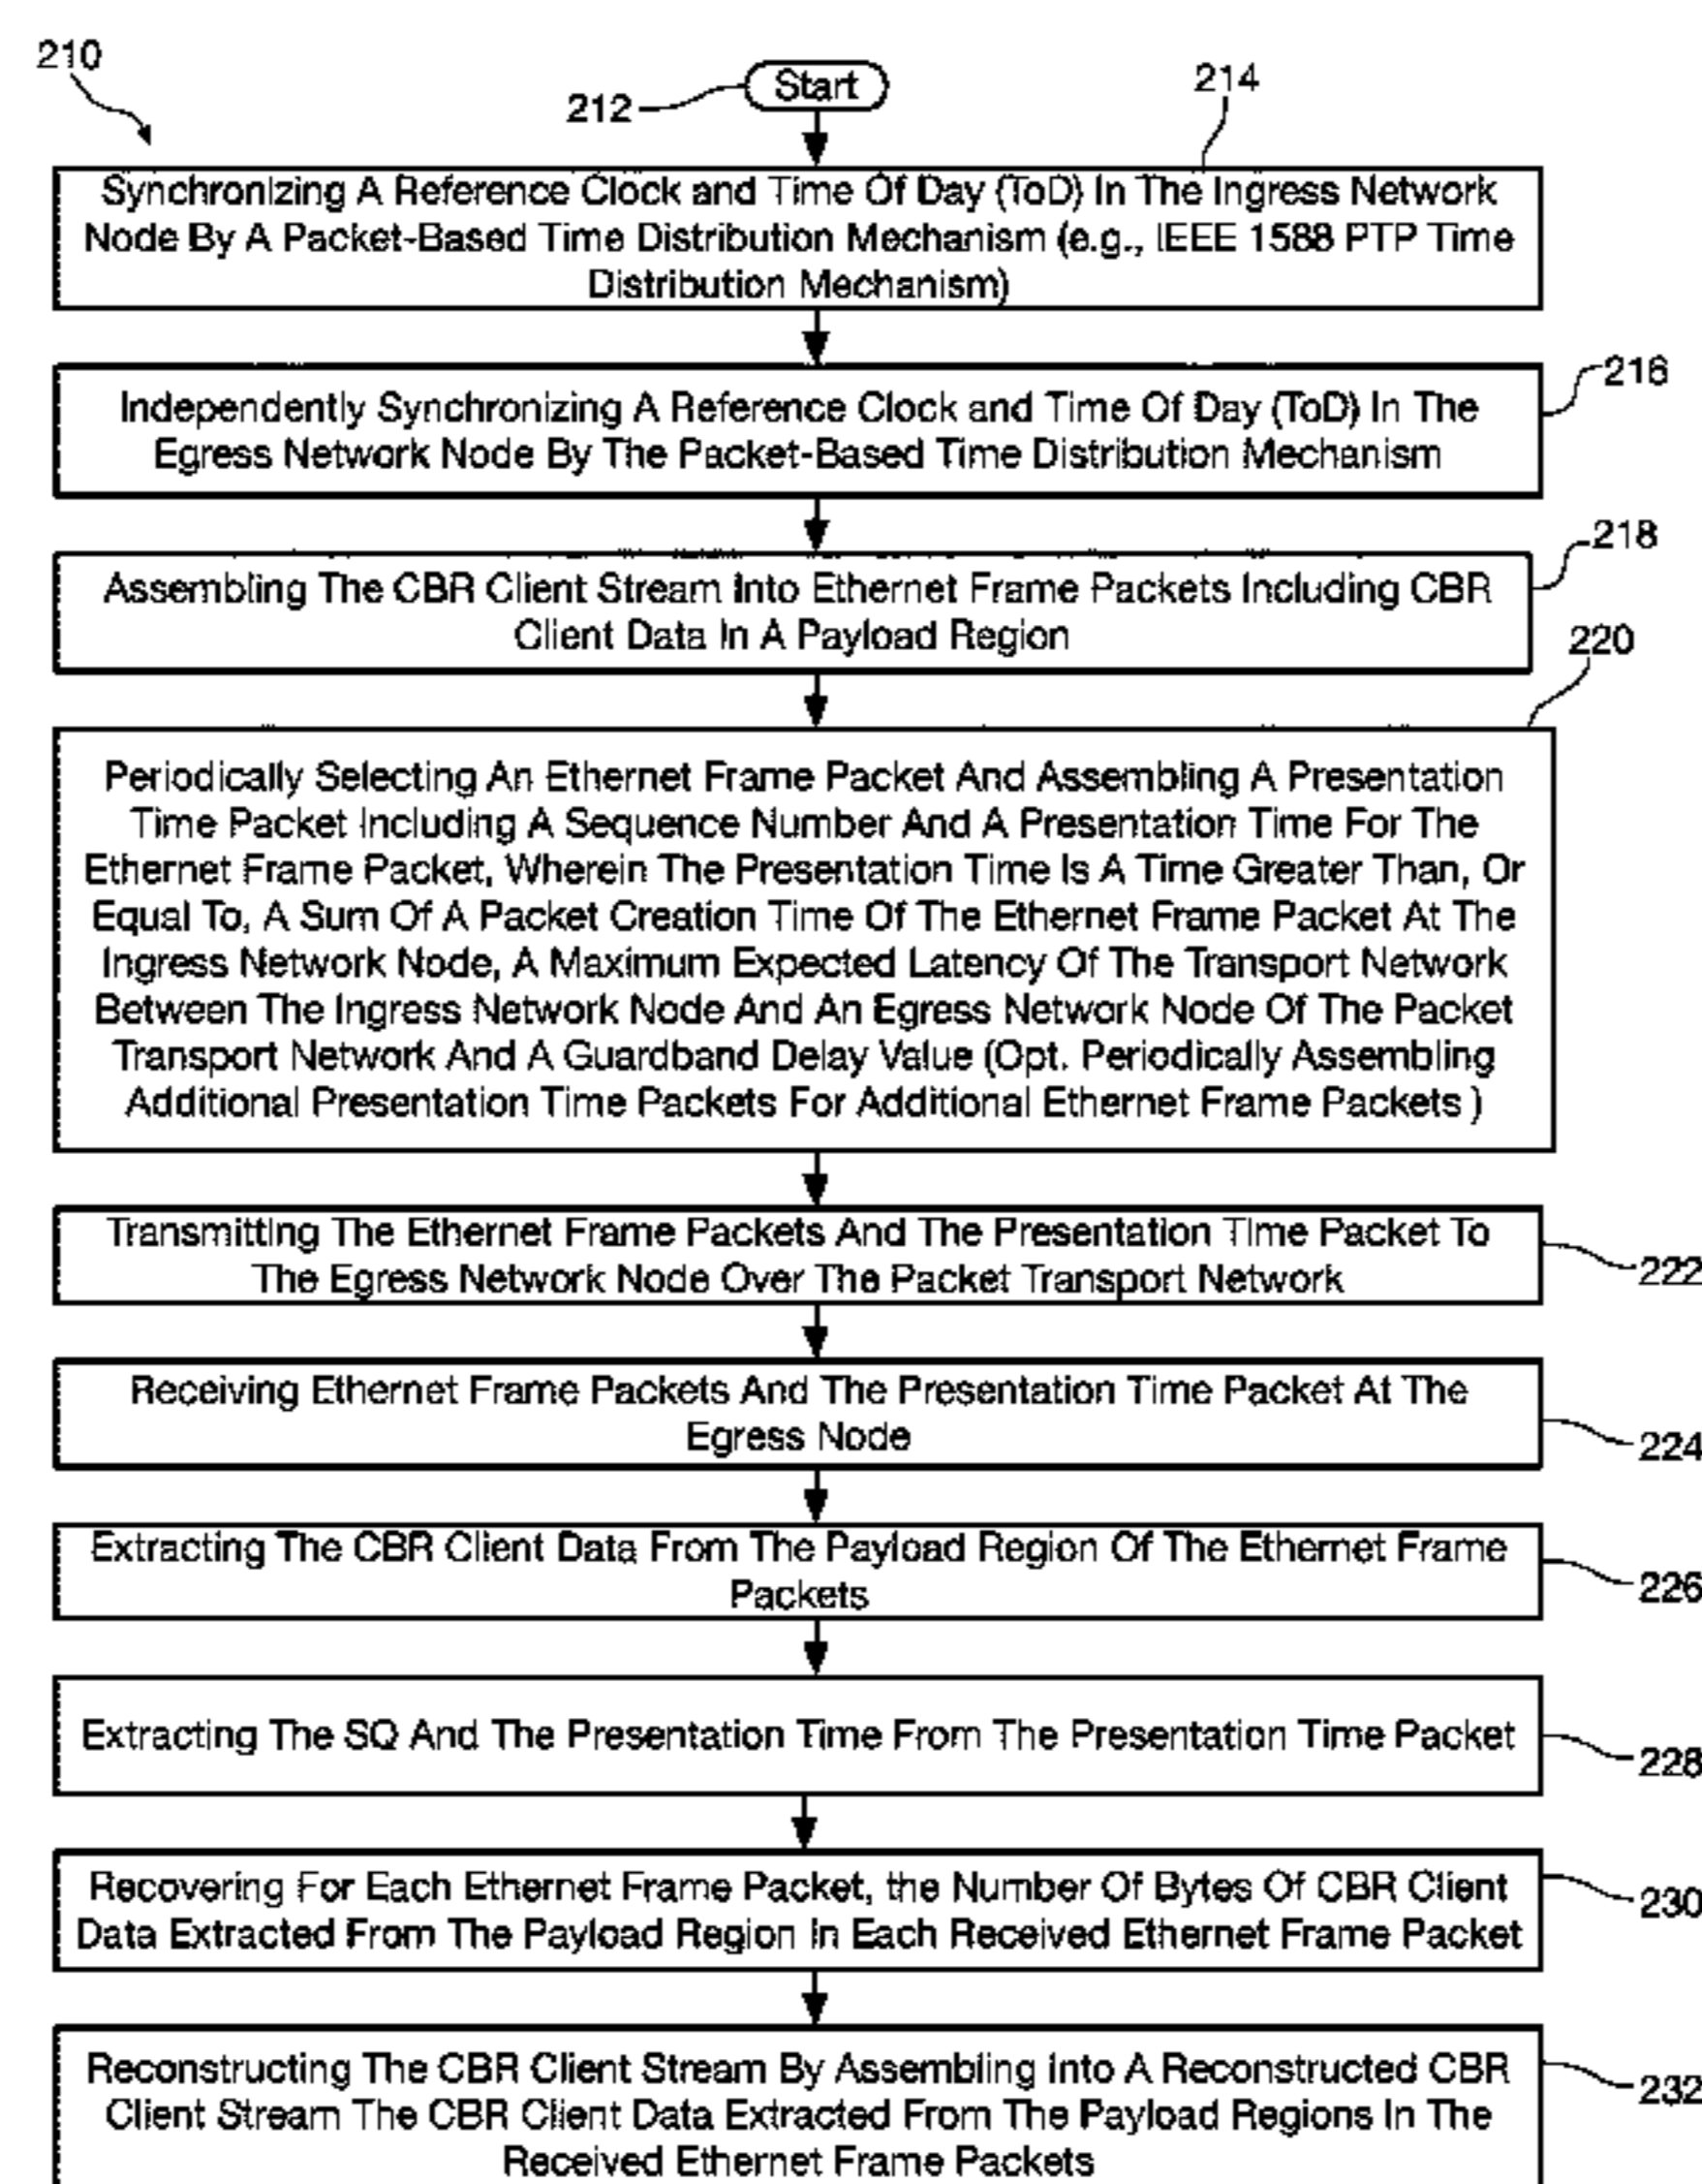 210
212
Start
214
Synchronizing A Reference Clock and Time Of Day (ToD) In The Ingress Network
Node By A Packet-Based Time Distribution Mechanism (e.g., IEEE 1588 PTP Time
Distribution Mechanism)
216
Independently Synchronizing A Reference Clock and Time Of Day (ToD) In The
Egress Network Node By The Packet-Based Time Distribution Mechanism
218
Assembling The CBR Client Stream Into Ethernet Frame Packets Including CBR
Client Data In A Payload Region
220
Periodically Selecting An Ethernet Frame Packet And Assembling A Presentation
Time Packet Including A Sequence Number And A Presentation Time For The
Ethernet Frame Packet, Wherein The Presentation Time Is A Time Greater Than, Or
Equal To, A Sum Of A Packet Creation Time Of The Ethernet Frame Packet At The
Ingress Network Node, A Maximum Expected Latency Of The Transport Network
Between The Ingress Network Node And An Egress Network Node Of The Packet
Transport Network And A Guardband Delay Value (Opt. Periodically Assembling
Additional Presentation Time Packets For Additional Ethernet Frame Packets )
Transmitting The Ethernet Frame Packets And The Presentation Time Packet To
The Egress Network Node Over The Packet Transport Network
222
Receiving Ethernet Frame Packets And The Presentation Time Packet At The
Egress Node
224
Extracting The CBR Client Data From The Payload Region Of The Ethernet Frame
Packets
226
Extracting The SQ And The Presentation Time From The Presentation Time Packet
228
Recovering For Each Ethernet Frame Packet, the Number Of Bytes Of CBR Client
Data Extracted From The Payload Region In Each Received Ethernet Frame Packet
230
Reconstructing The CBR Client Stream By Assembling Into A Reconstructed CBR
Client Stream The CBR Client Data Extracted From The Payload Regions In The
Received Ethernet Frame Packets
232